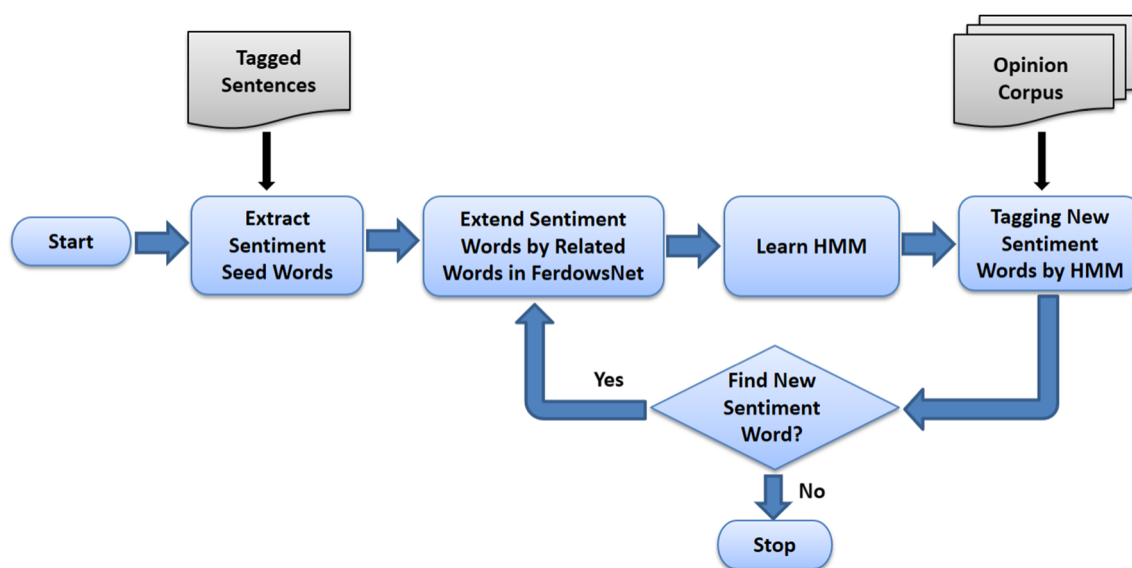 Tagged
Sentences
Opinion
Corpus
Start
Extract
Sentiment
Seed Words
Extend Sentiment
Words by Related
Words in FerdowsNet
Learn HMM
Tagging New
Sentiment
Words by HMM
Yes
Find New
Sentiment
Word?
No
Stop